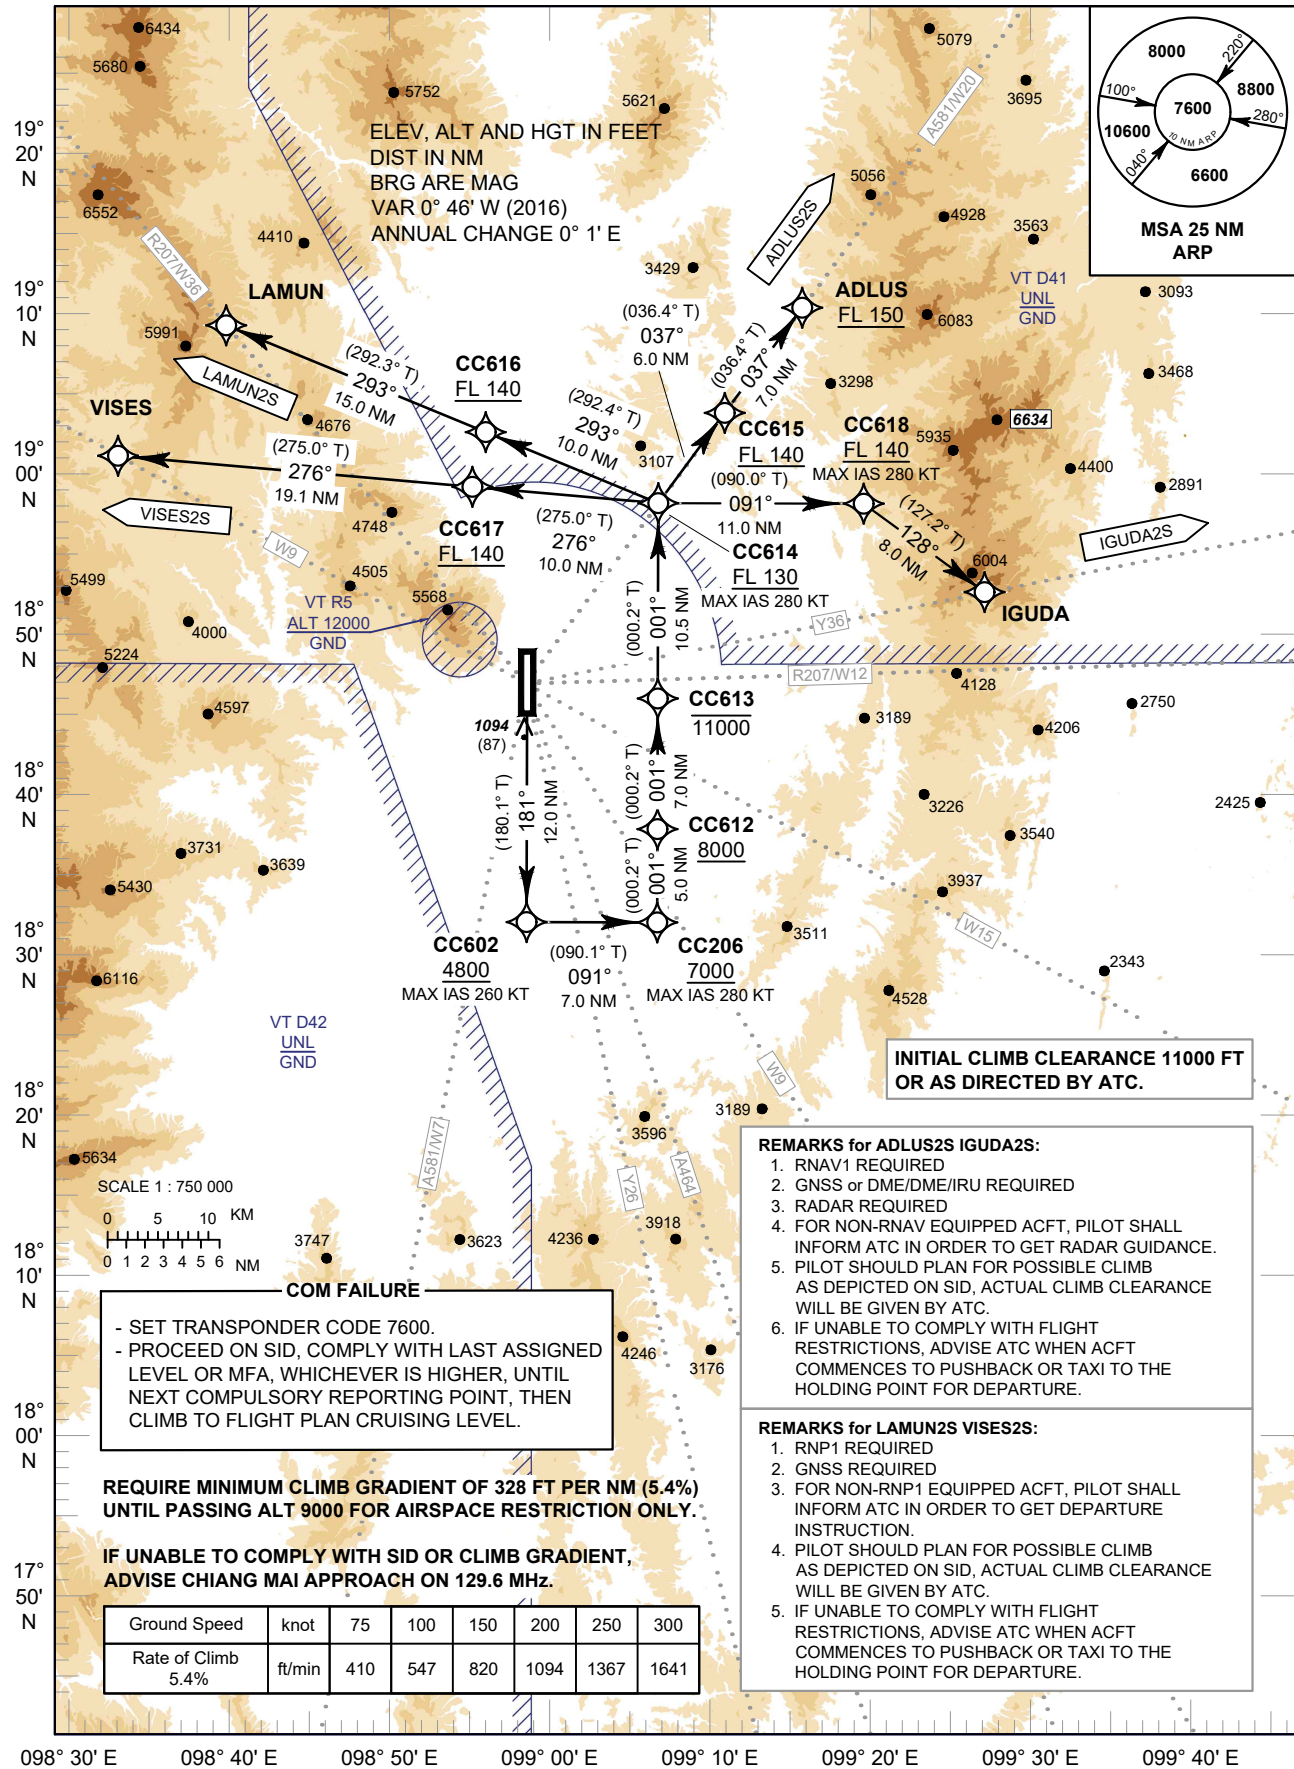 6434
5680
5752
5621
5079
3695
A581/W20
8000
220°
8800
100°
7600
280°
10600
10 NM ARP
040°
6600
MSA 25 NM
ARP
ELEV, ALT AND HGT IN FEET
DIST IN NM
BRG ARE MAG
VAR 0° 46' W (2016)
ANNUAL CHANGE 0° 1' E
19°
20'
N
6552
4410
R207/W36
5056
4928
3563
3429
ADLUS2S
VT D41
UNL
GND
3093
19°
10'
N
LAMUN
ADLUS
FL 150
6083
5991
(036.4° T)
037°
6.0 NM
(036.4° T)
037°
7.0 NM
(292.3° T)
293°
15.0 NM
LAMUN2S
CC616
FL 140
3298
3468
VISES
4676
(292.4° T)
293°
10.0 NM
3107
CC615
FL 140
CC618
FL 140
MAX IAS 280 KT
5935
6634
4400
2891
19°
00'
N
(275.0° T)
276°
19.1 NM
(090.0° T)
091°
11.0 NM
(127.2° T)
128°
8.0 NM
VISES2S
4748
CC617
FL 140
(275.0° T)
276°
10.0 NM
CC614
FL 130
MAX IAS 280 KT
IGUDA2S
W9
4505
5499
6004
IGUDA
VT R5
ALT 12000
GND
5568
4000
18°
50'
N
(000.2° T)
001°
10.5 NM
Y36
5224
R207/W12
4128
4597
CC613
11000
3189
2750
4206
1094
(87)
18°
40'
N
(180.1° T)
181°
12.0 NM
(000.2° T)
001°
7.0 NM
CC612
8000
3226
2425
3540
3731
3639
5430
(000.2° T)
001°
5.0 NM
3937
18°
30'
N
CC602
4800
MAX IAS 260 KT
(090.1° T)
091°
7.0 NM
CC206
7000
MAX IAS 280 KT
3511
W15
2343
6116
4528
VT D42
UNL
GND
INITIAL CLIMB CLEARANCE 11000 FT
OR AS DIRECTED BY ATC.
W9
18°
20'
N
3189
3596
A581/W7
Y26
A464
5634
SCALE 1 : 750 000
0 5 10 KM
0 1 2 3 4 5 6 NM
3747
3623
4236
3918
18°
10'
N
REMARKS for ADLUS2S IGUDA2S:
1. RNAV1 REQUIRED
2. GNSS or DME/DME/IRU REQUIRED
3. RADAR REQUIRED
4. FOR NON-RNAV EQUIPPED ACFT, PILOT SHALL
INFORM ATC IN ORDER TO GET RADAR GUIDANCE.
5. PILOT SHOULD PLAN FOR POSSIBLE CLIMB
AS DEPICTED ON SID, ACTUAL CLIMB CLEARANCE
WILL BE GIVEN BY ATC.
6. IF UNABLE TO COMPLY WITH FLIGHT
RESTRICTIONS, ADVISE ATC WHEN ACFT
COMMENCES TO PUSHBACK OR TAXI TO THE
HOLDING POINT FOR DEPARTURE.
COM FAILURE
- SET TRANSPONDER CODE 7600.
- PROCEED ON SID, COMPLY WITH LAST ASSIGNED
LEVEL OR MFA, WHICHEVER IS HIGHER, UNTIL
NEXT COMPULSORY REPORTING POINT, THEN
CLIMB TO FLIGHT PLAN CRUISING LEVEL.
4246
3176
18°
00'
N
REMARKS for LAMUN2S VISES2S:
1. RNP1 REQUIRED
2. GNSS REQUIRED
3. FOR NON-RNP1 EQUIPPED ACFT, PILOT SHALL
INFORM ATC IN ORDER TO GET DEPARTURE
INSTRUCTION.
4. PILOT SHOULD PLAN FOR POSSIBLE CLIMB
AS DEPICTED ON SID, ACTUAL CLIMB CLEARANCE
WILL BE GIVEN BY ATC.
5. IF UNABLE TO COMPLY WITH FLIGHT
RESTRICTIONS, ADVISE ATC WHEN ACFT
COMMENCES TO PUSHBACK OR TAXI TO THE
HOLDING POINT FOR DEPARTURE.
REQUIRE MINIMUM CLIMB GRADIENT OF 328 FT PER NM (5.4%)
UNTIL PASSING ALT 9000 FOR AIRSPACE RESTRICTION ONLY.
IF UNABLE TO COMPLY WITH SID OR CLIMB GRADIENT,
ADVISE CHIANG MAI APPROACH ON 129.6 MHz.
17°
50'
N
Ground Speed knot 75 100 150 200 250 300
Rate of Climb
5.4% ft/min 410 547 820 1094 1367 1641
098° 30' E 098° 40' E 098° 50' E 099° 00' E 099° 10' E 099° 20' E 099° 30' E 099° 40' E